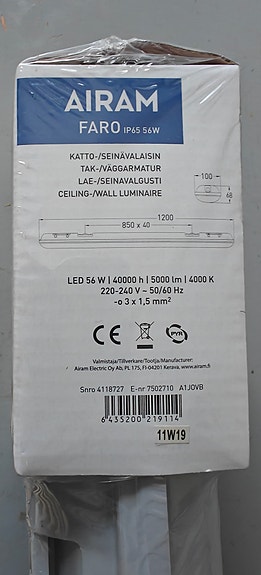 AIRAM
FARO IP65 56W
KATTO-/SEINÄVALAISIN
TAK-/VÄGGARMATUR
LAE-/SEINAVALGUSTI
CEILING-/WALL LUMINAIRE
100
68
1200
850 x 40
LED 56 W | 40000 h | 5000 lm | 4000 K
220-240 V ~ 50/60 Hz
-o 3 x 1,5 mm²
CE
PYR
Valmistaja/Tillverkare/Tootja/Manufacturer:
Airam Electric Oy Ab, PL 175, FI-04201 Kerava, www.airam.fi
Snro 4118727 E-nr 7502710 A1JOVB
6 435200 219114
11W19